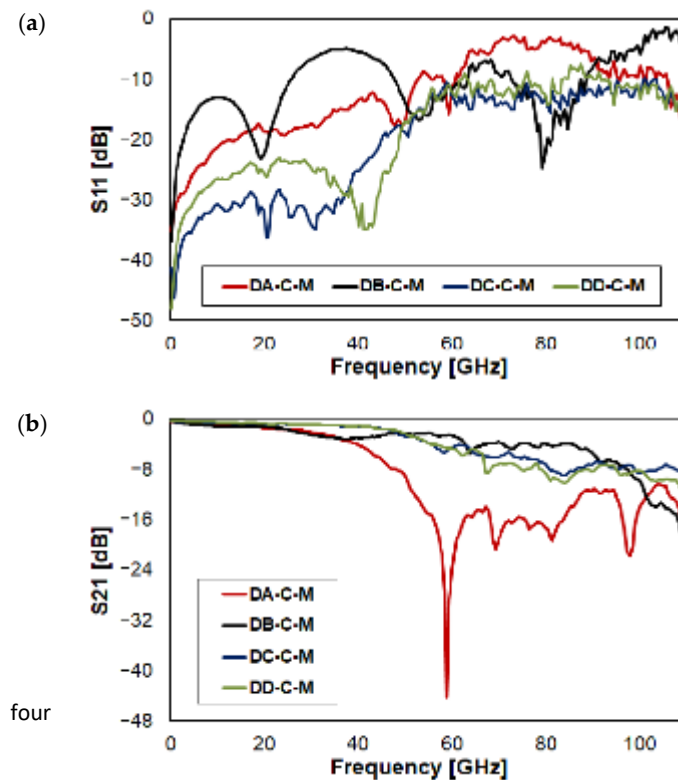 (a)
S11 [dB]
0
−10
−20
−30
−40
−50
DA-C-M DB-C-M DC-C-M DD-C-M
0 20 40 60 80 100
Frequency [GHz]
(b)
S21 [dB]
0
−8
−16
−24
−32
−40
−48
DA-C-M
DB-C-M
DC-C-M
DD-C-M
four
0 20 40 60 80 100
Frequency [GHz]